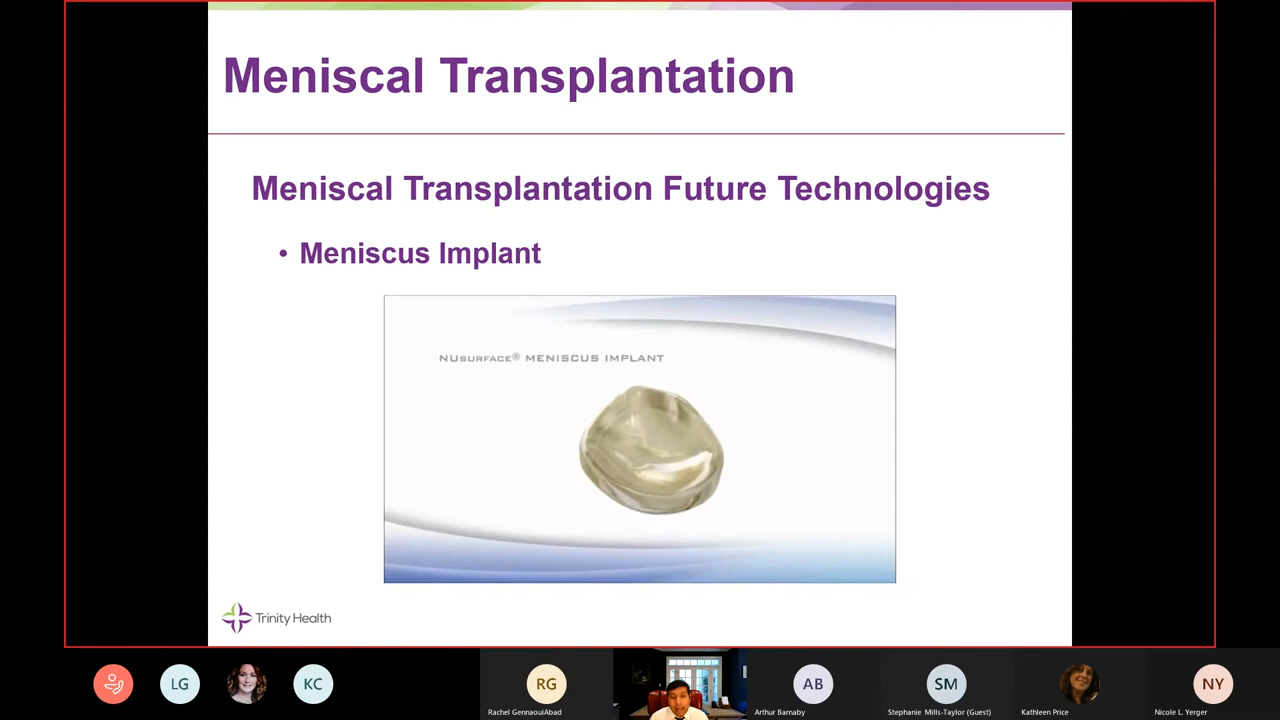 Meniscal Transplantation
Meniscal Transplantation Future Technologies
• Meniscus Implant
NUSURFACE® MENISCUS IMPLANT
Trinity Health
LG
KC
RG
AB
SM
NY
Rachel GennaouiAbad
Arthur Barnaby
Stephanie Mills-Taylor (Guest)
Kathleen Price
Nicole L. Yerger